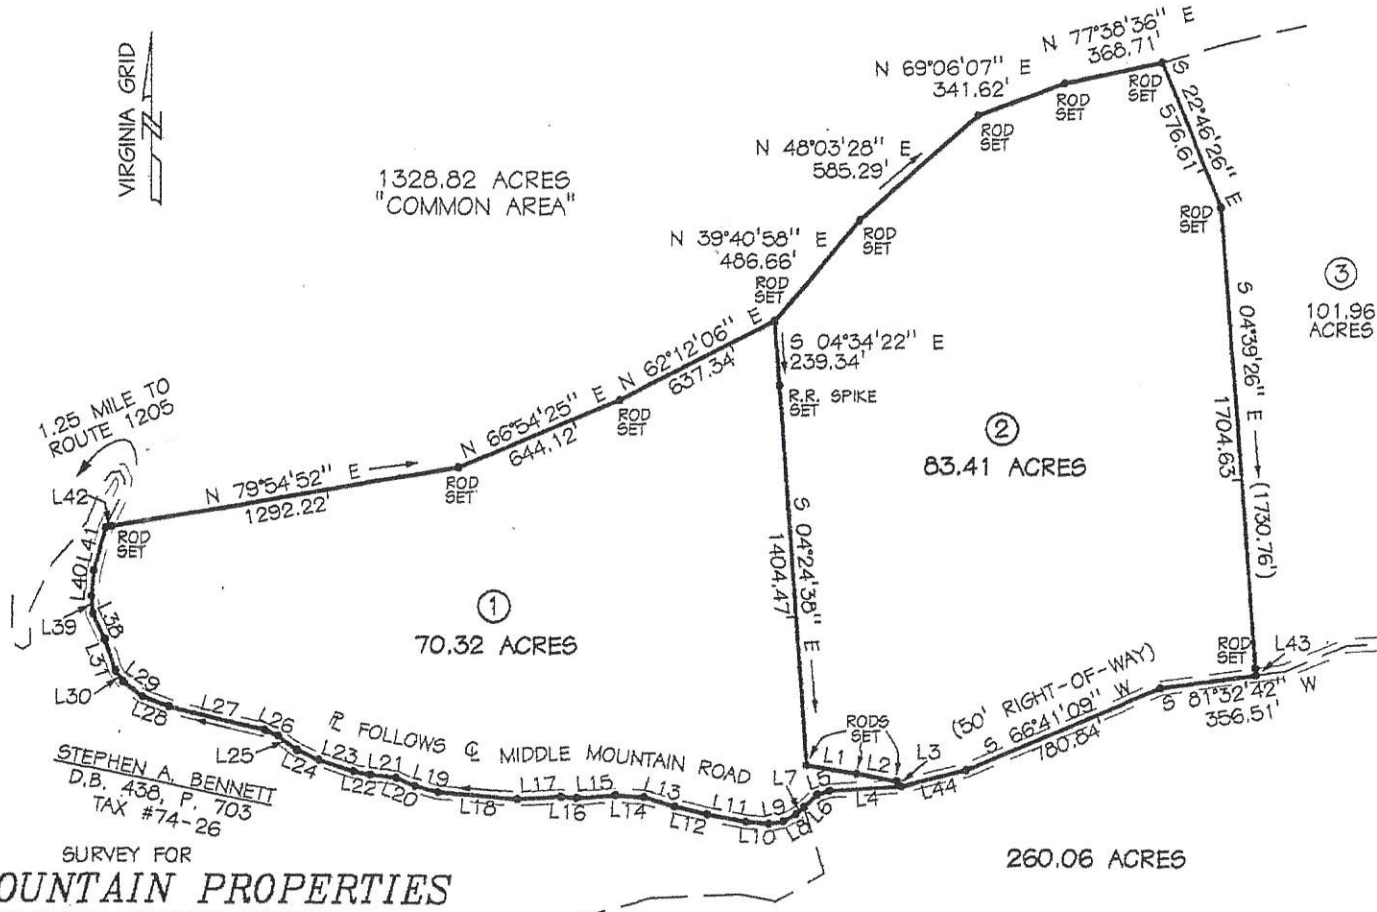 N 77°38'36" E
368.71'
N 69°06'07" E
341.62'
ROD
SET
ROD
SET
ROD
SET
S 22°46'26" E
576.61'
VIRGINIA GRID
N
N 48°03'28" E
585.29'
1328.82 ACRES
"COMMON AREA"
ROD
SET
ROD
SET
N 39°40'58" E
486.66'
ROD
SET
3
101.96
ACRES
S 04°39'26" E
1704.63'
(1730.76')
N 62°12'06" E
637.34'
S 04°34'22" E
239.34'
R.R. SPIKE
SET
1.25 MILE TO
ROUTE 1205
N 66°54'25" E
644.12'
ROD
SET
2
83.41 ACRES
N 79°54'52" E
1292.22'
ROD
SET
L42
ROD
SET
L41
L40
L39
L38
L37
S 04°24'38" E
1404.47'
1
70.32 ACRES
L30
L29
L28
L27
L26
L25
L24
L23
L22
L21
L20
L19
L18
L17
L16
L15
L14
L13
L12
L11
L10
L9
L8
L7
L6
L5
L4
L1
L2
L3
L44
RODS
SET
ROD
SET
L43
(50' RIGHT-OF-WAY)
S 66°41'09" W
780.84'
S 81°32'42" W
356.51'
PL FOLLOWS CL MIDDLE MOUNTAIN ROAD
STEPHEN A. BENNETT
D.B. 438, P. 703
TAX #74-26
260.06 ACRES
SURVEY FOR
OUNTAIN PROPERTIES